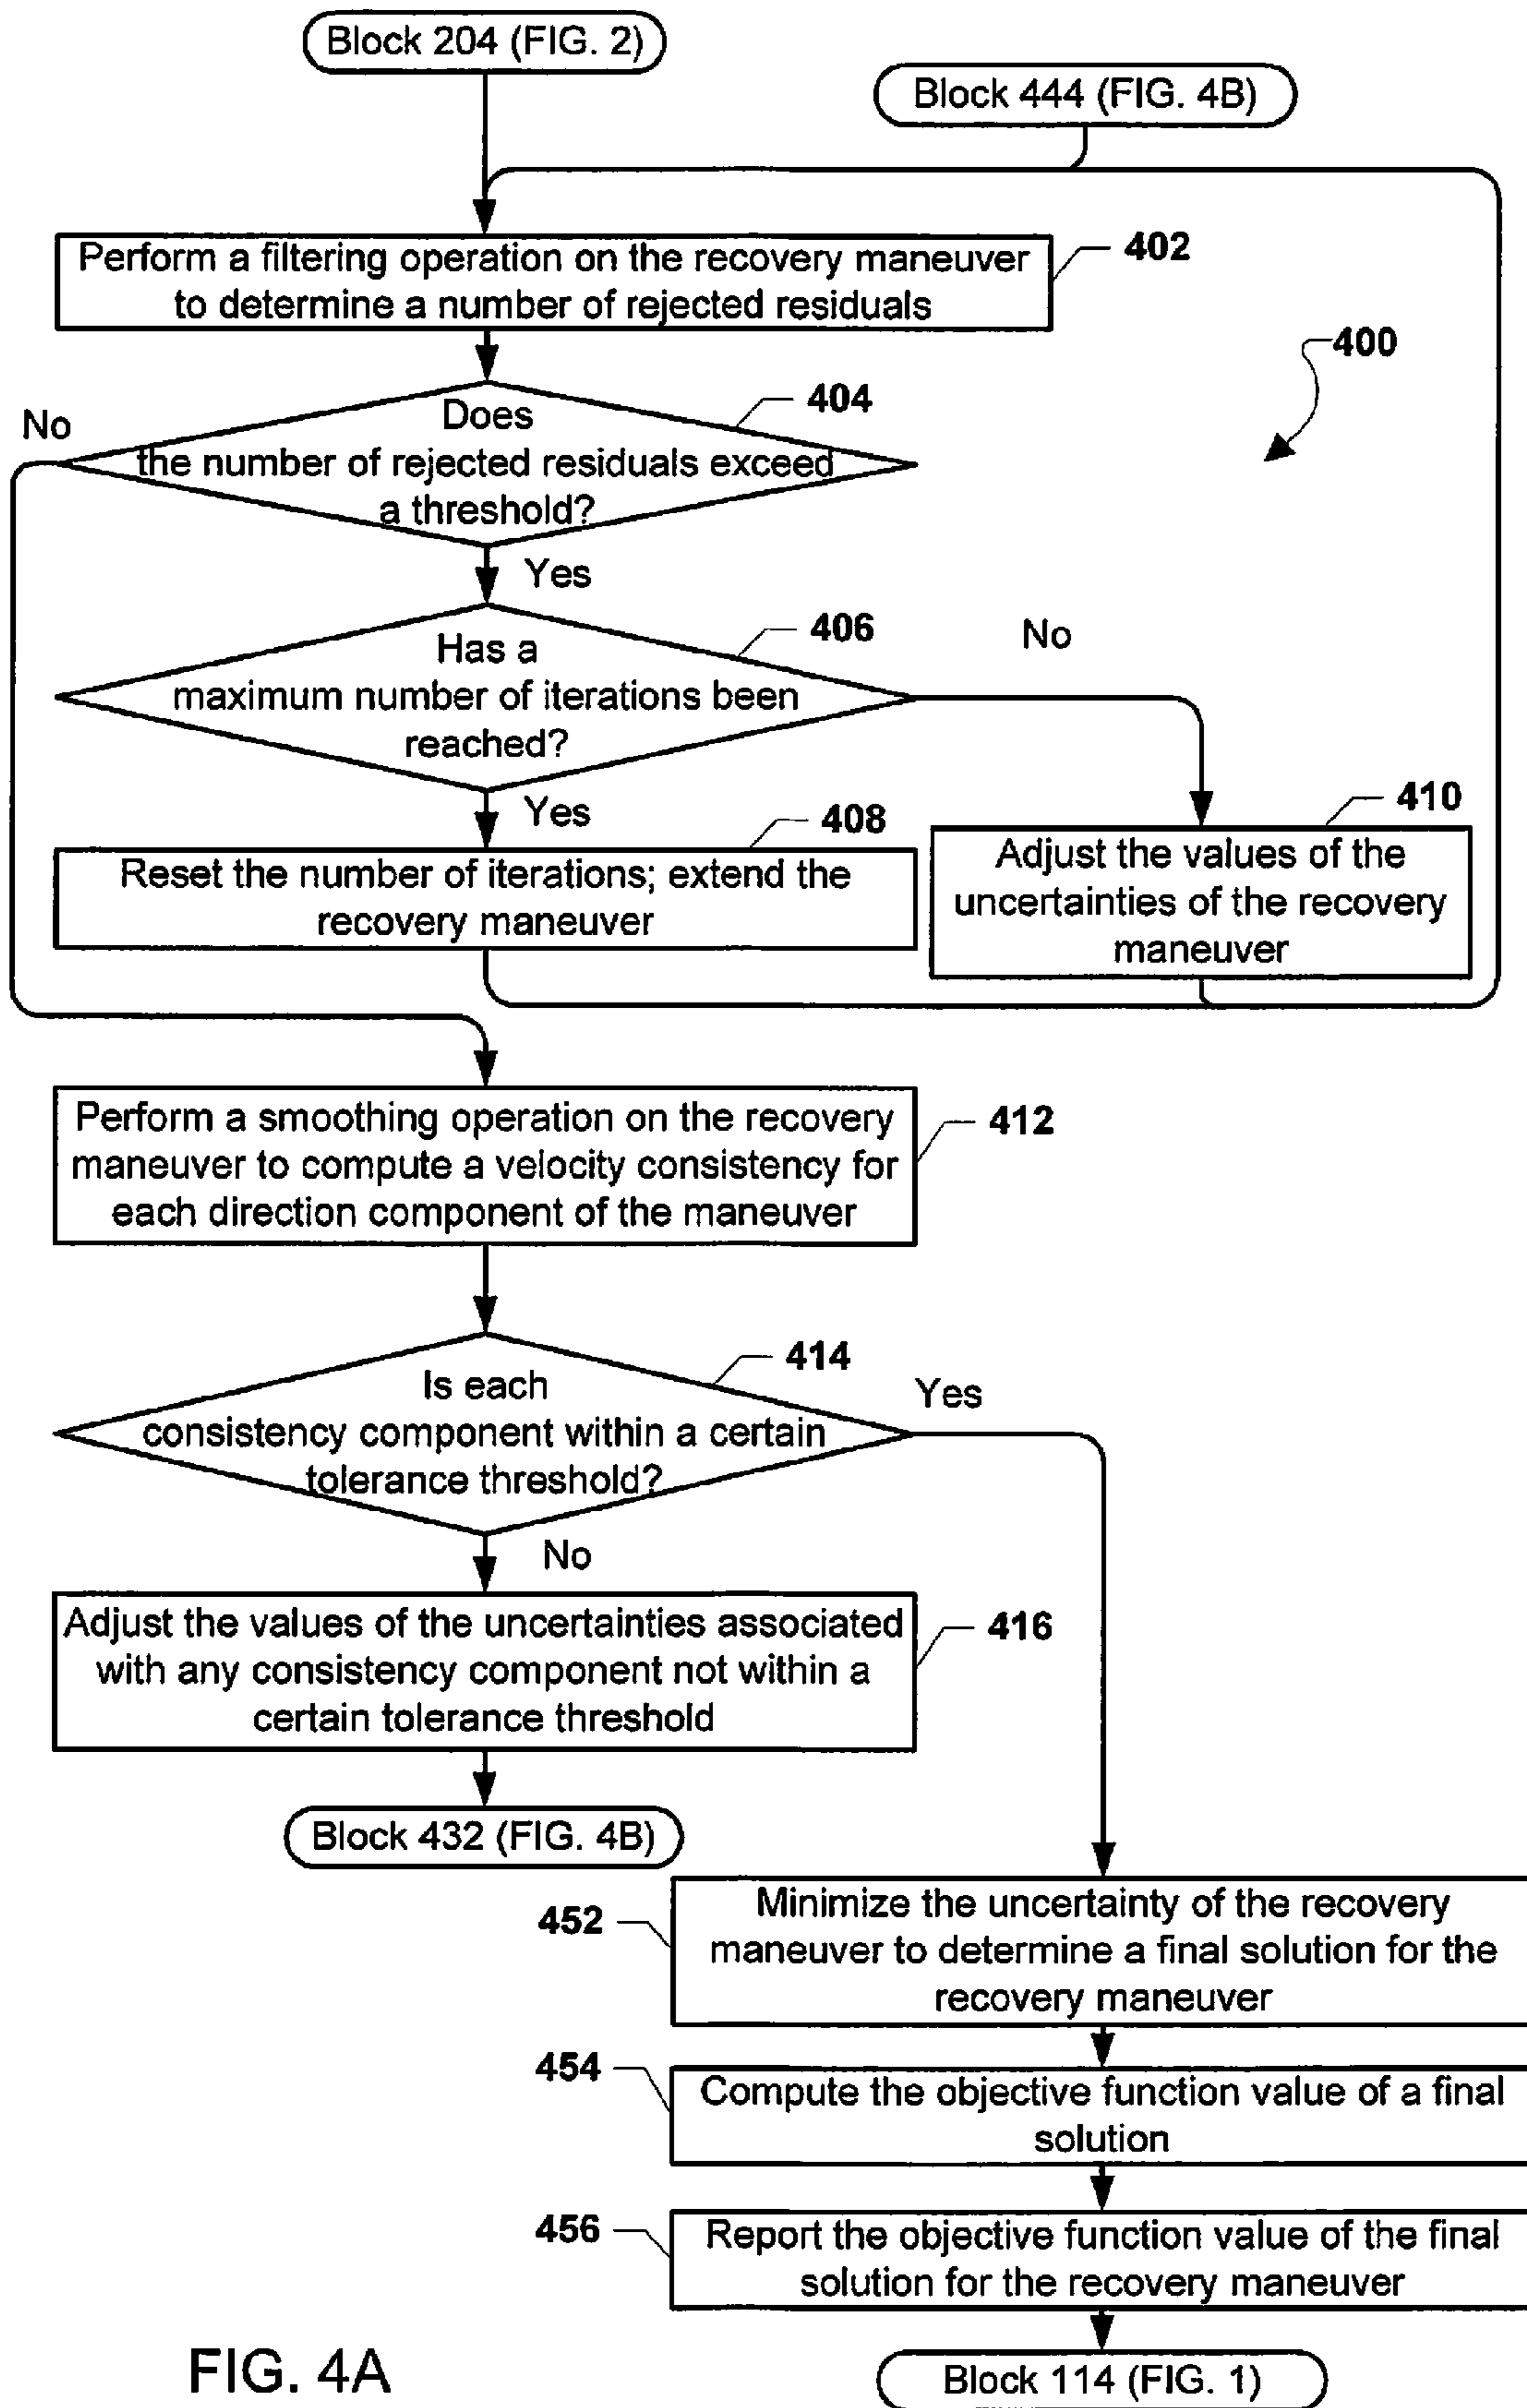 Block 204 (FIG. 2)
Block 444 (FIG. 4B)
Perform a filtering operation on the recovery maneuver
to determine a number of rejected residuals
402
400
No
Does
the number of rejected residuals exceed
a threshold?
404
Yes
Has a
maximum number of iterations been
reached?
406
No
Yes
408
Reset the number of iterations; extend the
recovery maneuver
410
Adjust the values of the
uncertainties of the recovery
maneuver
Perform a smoothing operation on the recovery
maneuver to compute a velocity consistency for
each direction component of the maneuver
412
Is each
consistency component within a certain
tolerance threshold?
414
Yes
No
Adjust the values of the uncertainties associated
with any consistency component not within a
certain tolerance threshold
416
Block 432 (FIG. 4B)
452
Minimize the uncertainty of the recovery
maneuver to determine a final solution for the
recovery maneuver
454
Compute the objective function value of a final
solution
456
Report the objective function value of the final
solution for the recovery maneuver
Block 114 (FIG. 1)
FIG. 4A